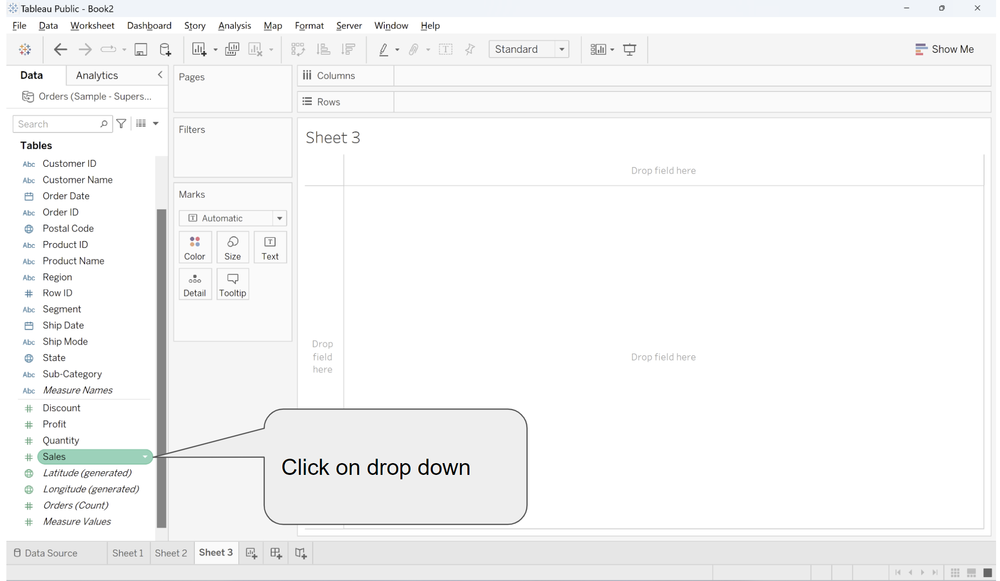 Tableau Public - Book2
File Data Worksheet Dashboard Story Analysis Map Format Server Window Help
Standard
Show Me
Data
Analytics
Orders (Sample - Supers...
Search
Tables
Abc Customer ID
Abc Customer Name
Order Date
Abc Order ID
Postal Code
Abc Product ID
Abc Product Name
Abc Region
# Row ID
Abc Segment
Ship Date
Abc Ship Mode
State
Abc Sub-Category
Abc Measure Names
# Discount
# Profit
# Quantity
# Sales
Latitude (generated)
Longitude (generated)
# Orders (Count)
# Measure Values
Pages
Filters
Marks
T Automatic
Color
Size
T
Text
Detail
Tooltip
Columns
Rows
Sheet 3
Drop field here
Drop
field
here
Drop field here
Click on drop down
Data Source
Sheet 1
Sheet 2
Sheet 3